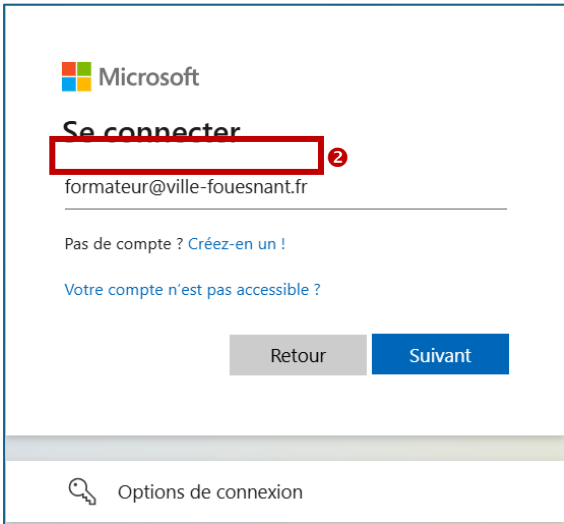 Microsoft
Se connecter
❷
formateur@ville-fouesnant.fr
Pas de compte ? Créez-en un !
Votre compte n’est pas accessible ?
Retour
Suivant
Options de connexion